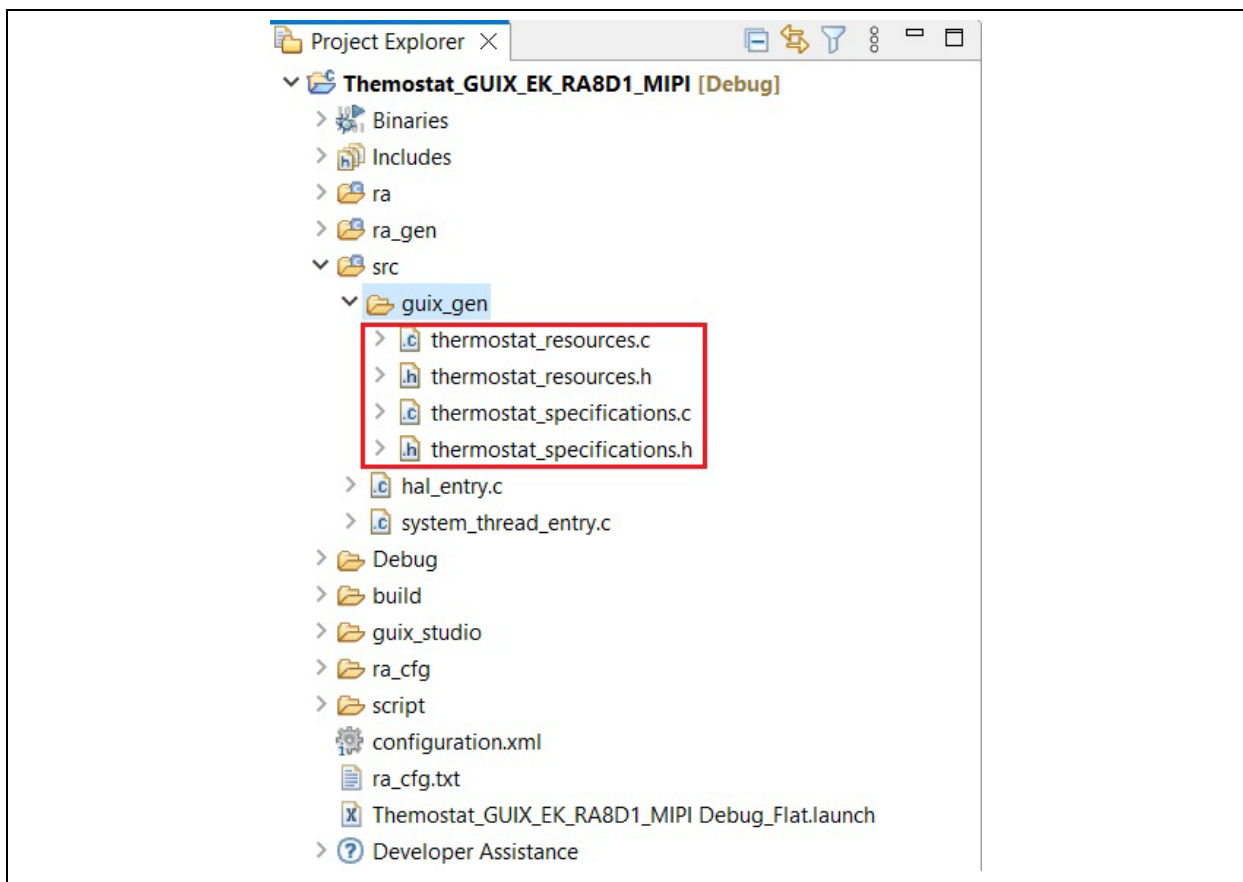 Project Explorer
Themostat_GUIX_EK_RA8D1_MIPI [Debug]
Binaries
Includes
ra
ra_gen
src
guix_gen
thermostat_resources.c
thermostat_resources.h
thermostat_specifications.c
thermostat_specifications.h
hal_entry.c
system_thread_entry.c
Debug
build
guix_studio
ra_cfg
script
configuration.xml
ra_cfg.txt
Themostat_GUIX_EK_RA8D1_MIPI Debug_Flat.launch
Developer Assistance